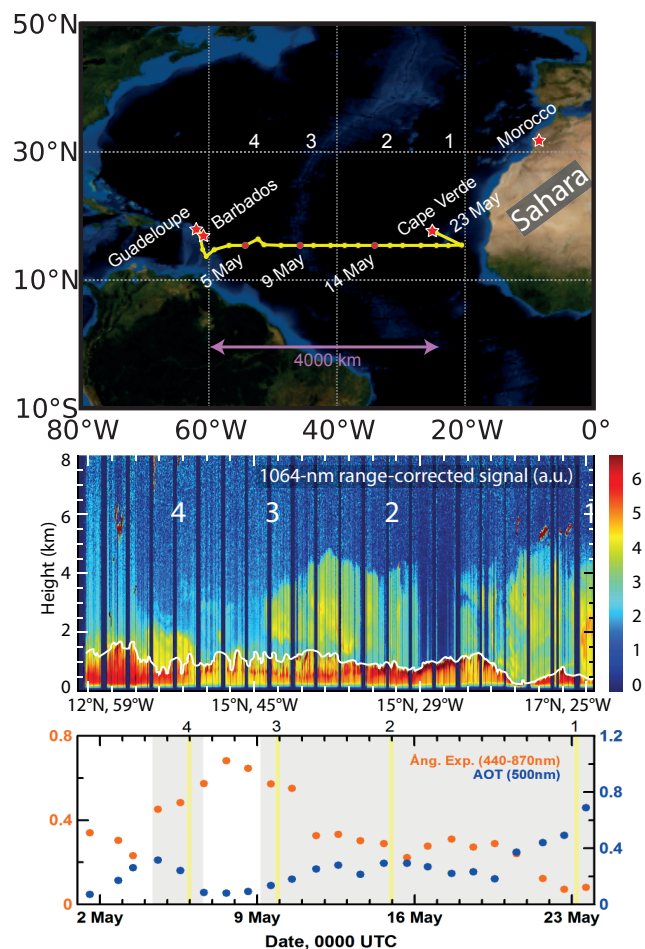 50°N
4 3 2 1
Morocco
30°N
Sahara
Guadeloupe
Barbados
Cape Verde
23 May
5 May
9 May
14 May
10°N
4000 km
10°S
80°W 60°W 40°W 20°W 0°
8
1064-nm range-corrected signal (a.u.)
6
4 3 2 1
Height (km)
4
2
0
6
5
4
3
2
1
0
12°N, 59°W 15°N, 45°W 15°N, 29°W 17°N, 25°W
4 3 2 1
0.8 1.2
Ång. Exp. (440-870nm)
AOT (500nm)
0.8
0.4 0.4
0 0
2 May 9 May 16 May 23 May
Date, 0000 UTC